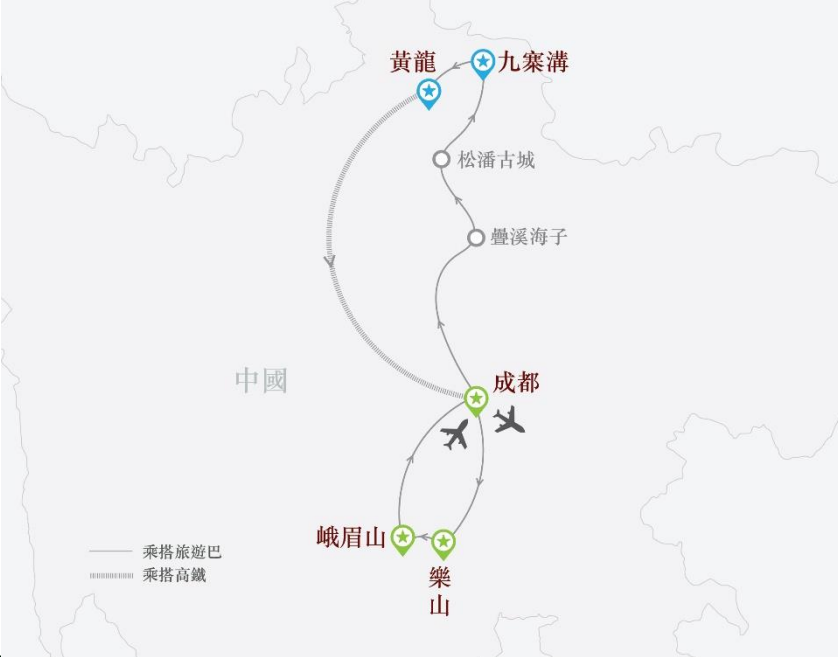 黃龍
九寨溝
松潘古城
疊溪海子
中國
成都
峨眉山
樂
山
乘搭旅遊巴
乘搭高鐵